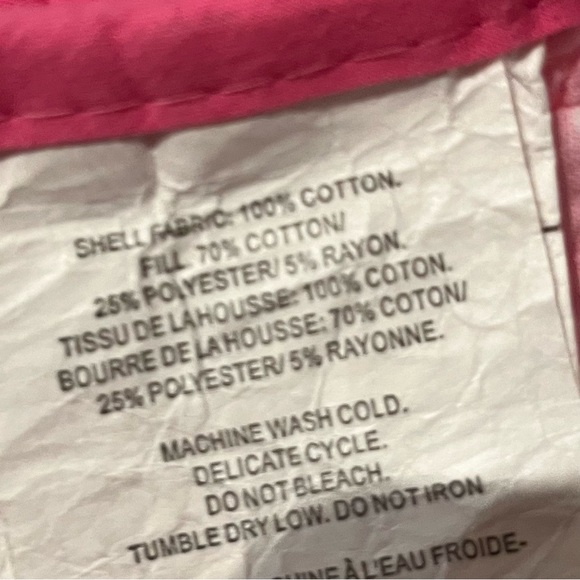 SHELL FABRIC: 100% COTTON.
FILL 70% COTTON/
25% POLYESTER/ 5% RAYON.
TISSU DE LA HOUSSE: 100% COTON.
BOURRE DE LA HOUSSE: 70% COTON/
25% POLYESTER/ 5% RAYONNE.
MACHINE WASH COLD.
DELICATE CYCLE.
DO NOT BLEACH.
TUMBLE DRY LOW. DO NOT IRON
À L'EAU FROIDE-